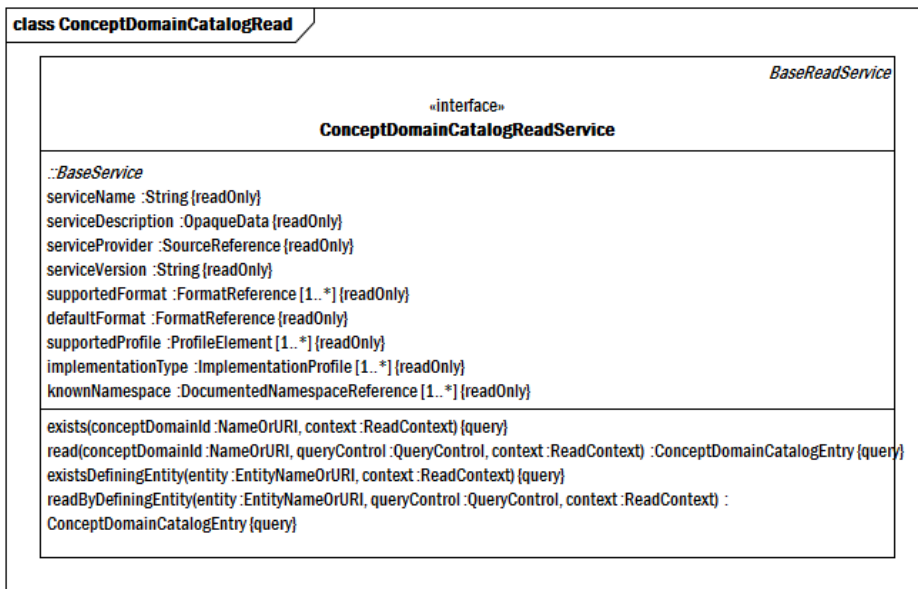 class ConceptDomainCatalogRead
BaseReadService
«interface»
ConceptDomainCatalogReadService
::BaseService
serviceName :String {readOnly}
serviceDescription :OpaqueData {readOnly}
serviceProvider :SourceReference {readOnly}
serviceVersion :String {readOnly}
supportedFormat :FormatReference [1..*] {readOnly}
defaultFormat :FormatReference {readOnly}
supportedProfile :ProfileElement [1..*] {readOnly}
implementationType :ImplementationProfile [1..*] {readOnly}
knownNamespace :DocumentedNamespaceReference [1..*] {readOnly}
exists(conceptDomainId :NameOrURI, context :ReadContext) {query}
read(conceptDomainId :NameOrURI, queryControl :QueryControl, context :ReadContext) :ConceptDomainCatalogEntry {query}
existsDefiningEntity(entity :EntityNameOrURI, context :ReadContext) {query}
readByDefiningEntity(entity :EntityNameOrURI, queryControl :QueryControl, context :ReadContext) :
ConceptDomainCatalogEntry {query}